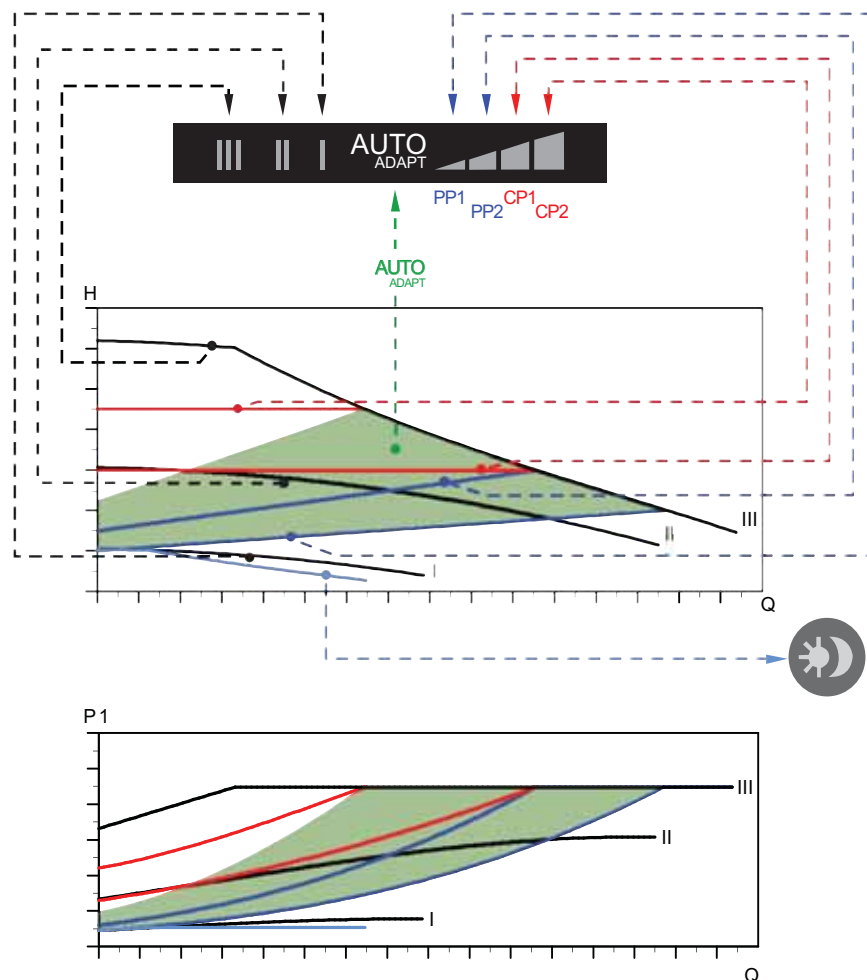 III II I AUTO
ADAPT
PP1 CP1
PP2 CP2
AUTO
ADAPT
H
III
II
I
Q
P1
III
II
I
Q